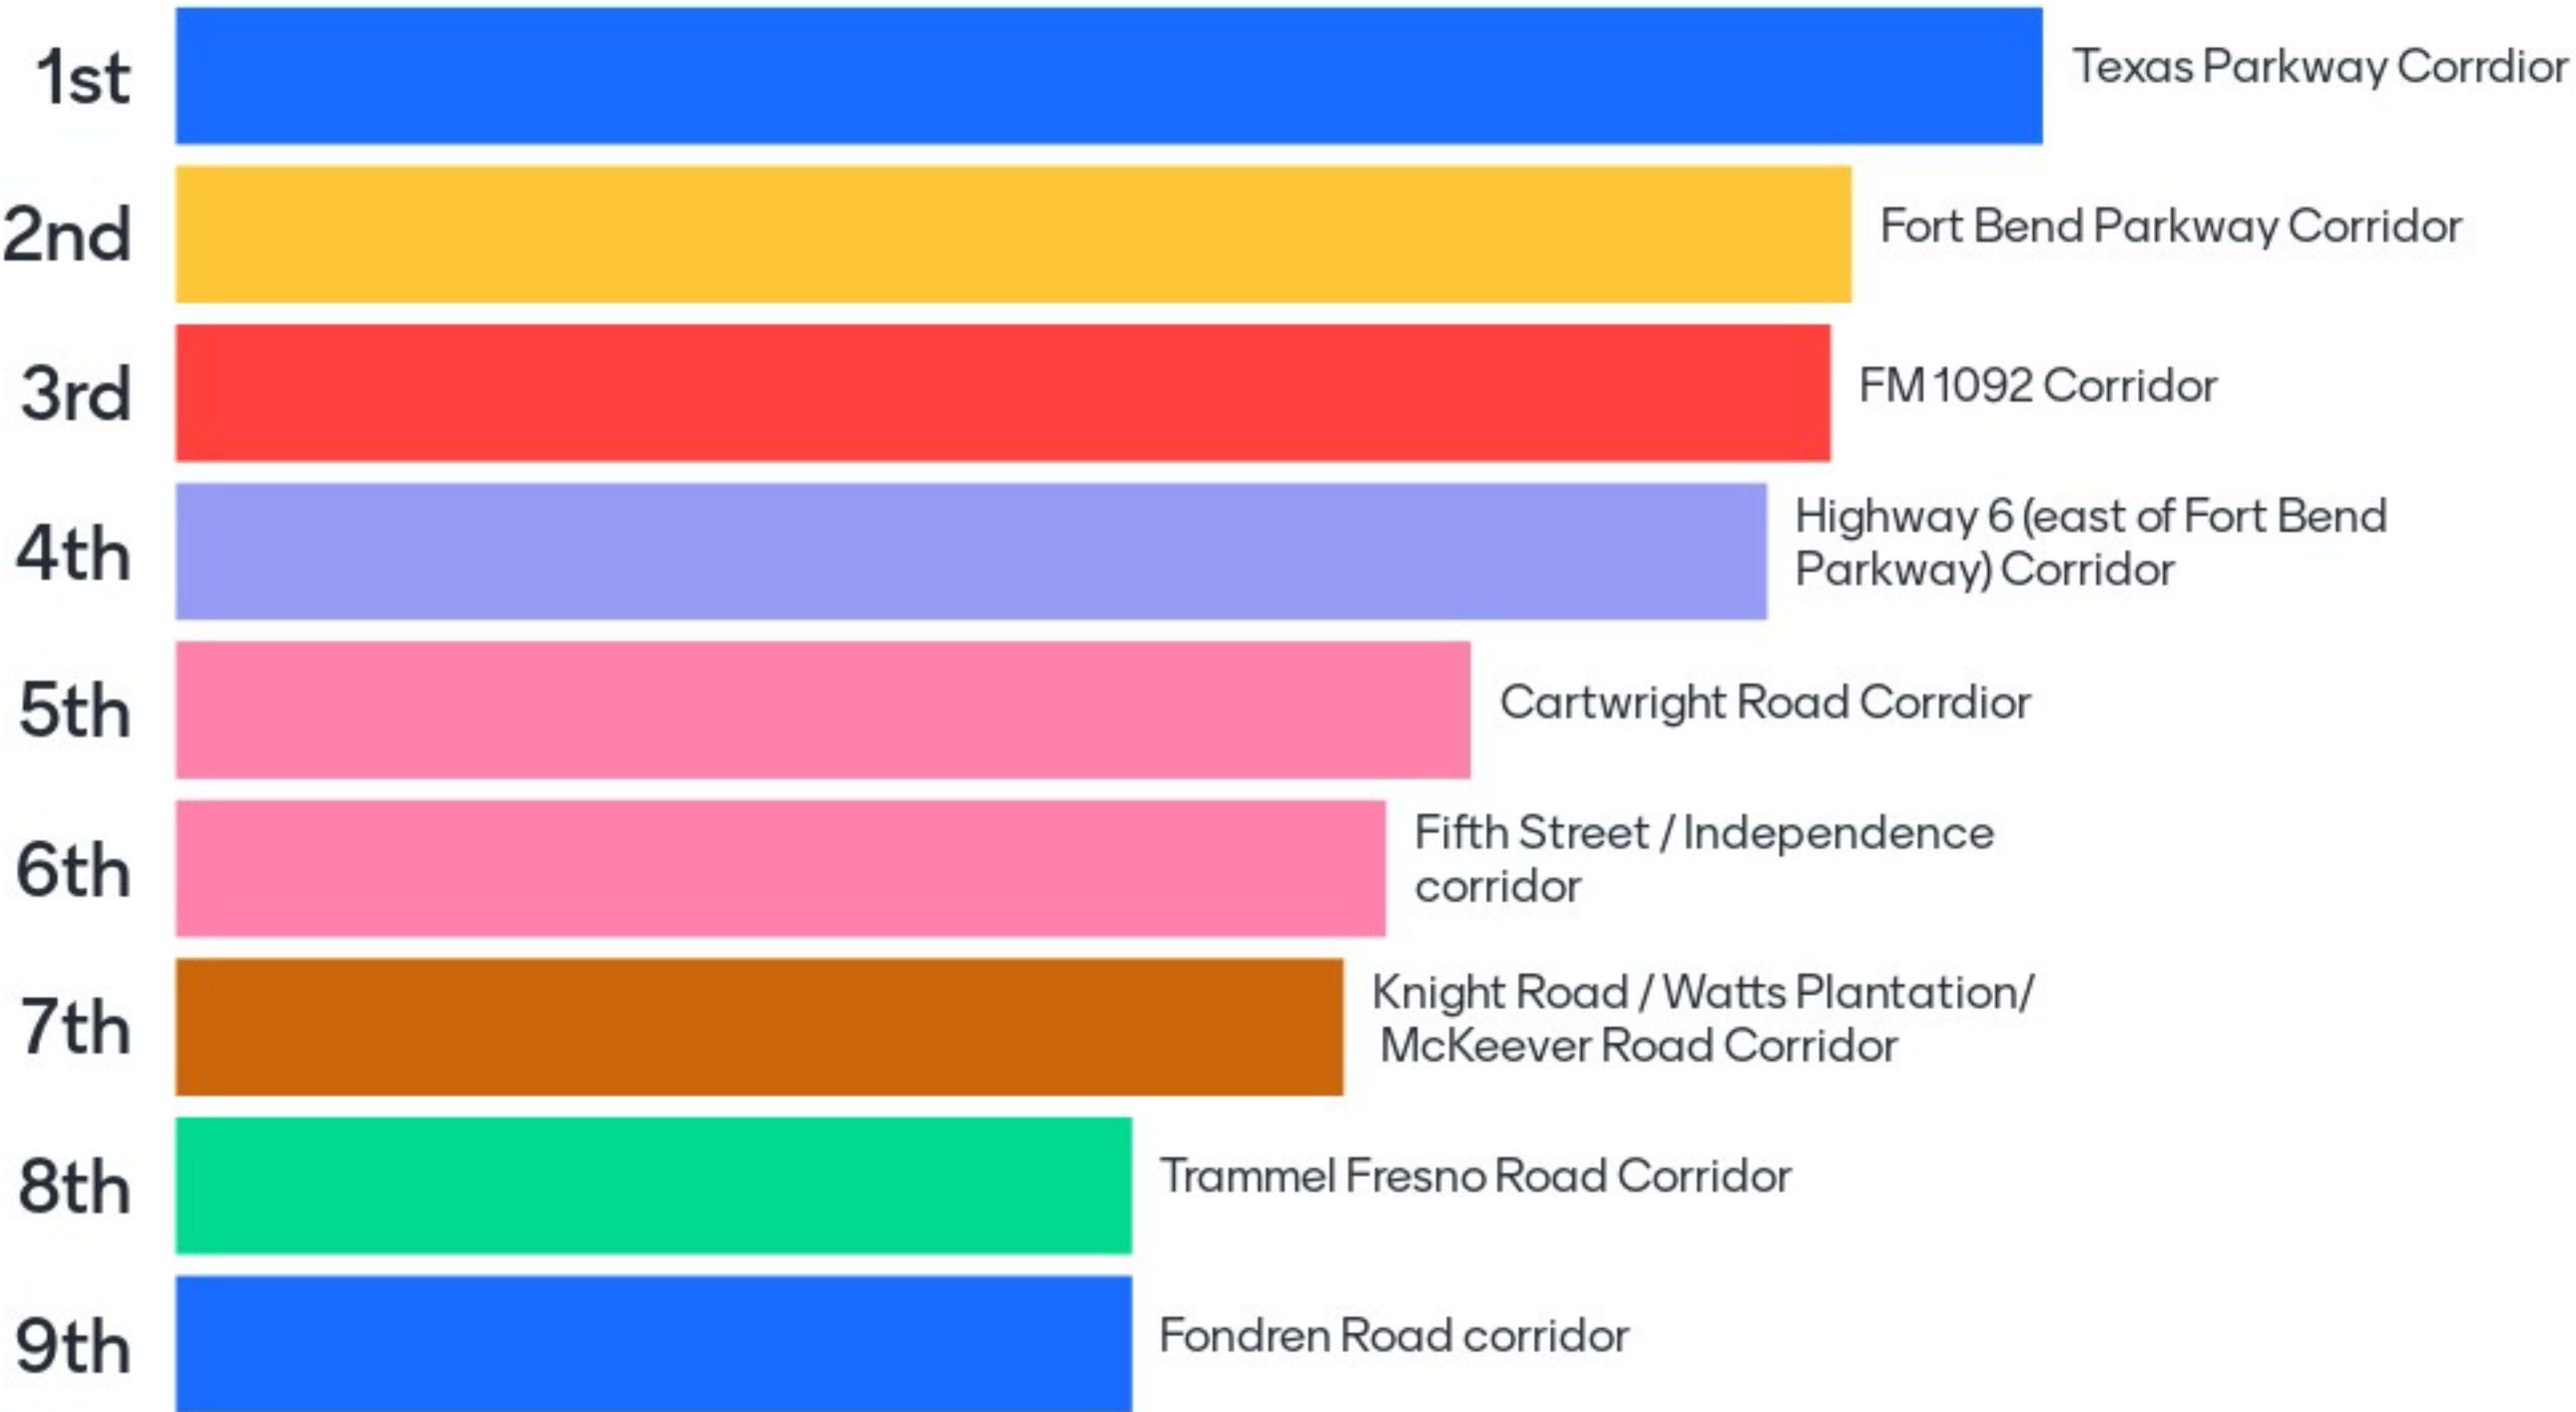 1st
Texas Parkway Corrdior
2nd
Fort Bend Parkway Corridor
3rd
FM 1092 Corridor
4th
Highway 6 (east of Fort Bend
Parkway) Corridor
5th
Cartwright Road Corrdior
6th
Fifth Street / Independence
corridor
7th
Knight Road / Watts Plantation/
McKeever Road Corridor
8th
Trammel Fresno Road Corridor
9th
Fondren Road corridor